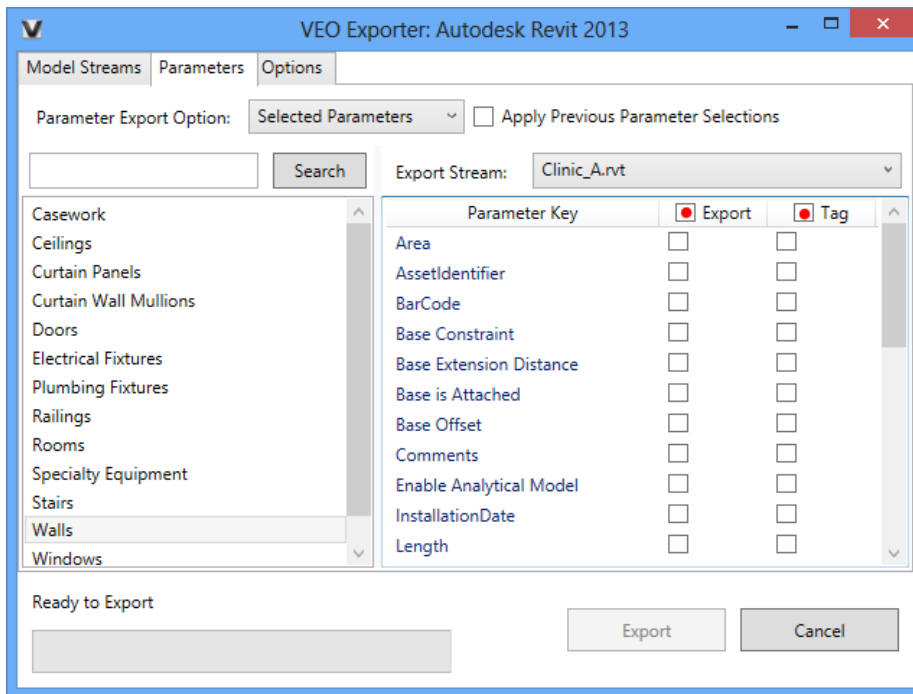 VEO Exporter: Autodesk Revit 2013
Model Streams Parameters Options
Parameter Export Option: Selected Parameters Apply Previous Parameter Selections
Search Export Stream: Clinic_A.rvt
Casework
Ceilings
Curtain Panels
Curtain Wall Mullions
Doors
Electrical Fixtures
Plumbing Fixtures
Railings
Rooms
Specialty Equipment
Stairs
Walls
Windows
Parameter Key Export Tag
Area
AssetIdentifier
BarCode
Base Constraint
Base Extension Distance
Base is Attached
Base Offset
Comments
Enable Analytical Model
InstallationDate
Length
Ready to Export
Export Cancel